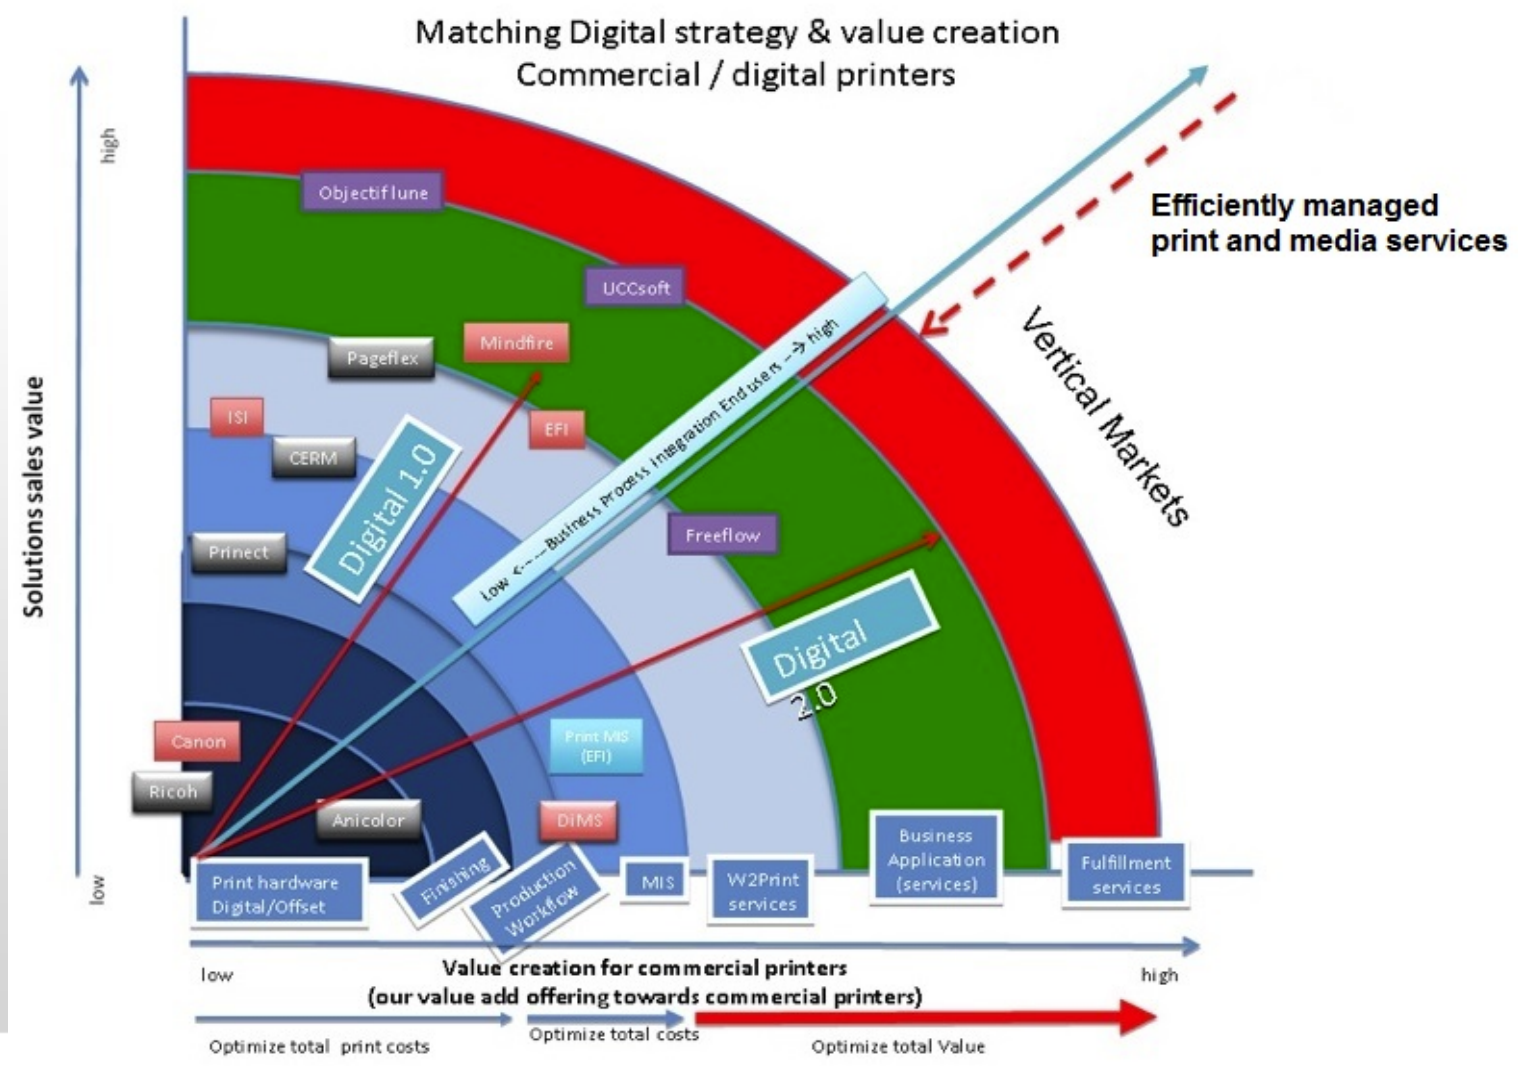 Matching Digital strategy & value creation
Commercial / digital printers
high
Efficiently managed
print and media services
Objectif lune
UCCsoft
Mindfire
Pageflex
Low <-----Business Process integration End users --> high
Vertical Markets
ISI
EFI
CERM
Digital 1.0
Solutions sales value
Freeflow
Prinect
Digital
2.0
Canon
Print MIS
(EFI)
Ricoh
Anicolor
DiMS
low
Print hardware
Digital/Offset
Finishing
Production
Workflow
MIS
W2Print
services
Business
Application
(services)
Fulfillment
services
low
Value creation for commercial printers
high
(our value add offering towards commercial printers)
Optimize total print costs
Optimize total costs
Optimize total Value